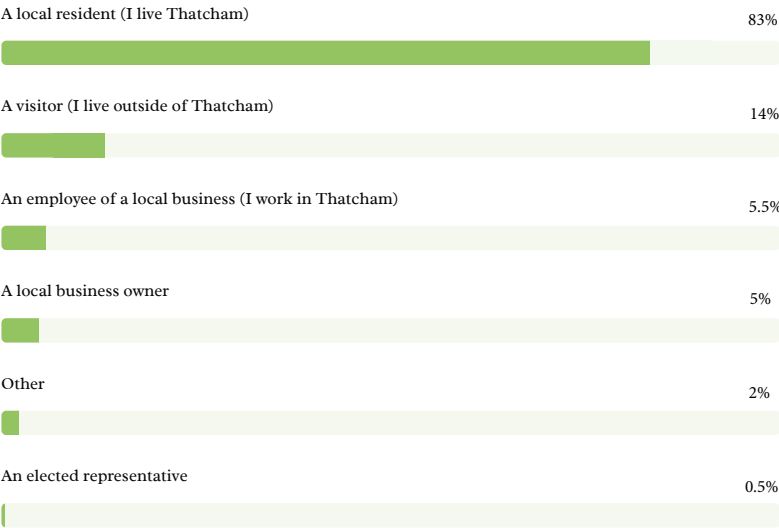 A local resident (I live Thatcham)
83%
A visitor (I live outside of Thatcham)
14%
An employee of a local business (I work in Thatcham)
5.5%
A local business owner
5%
Other
2%
An elected representative
0.5%